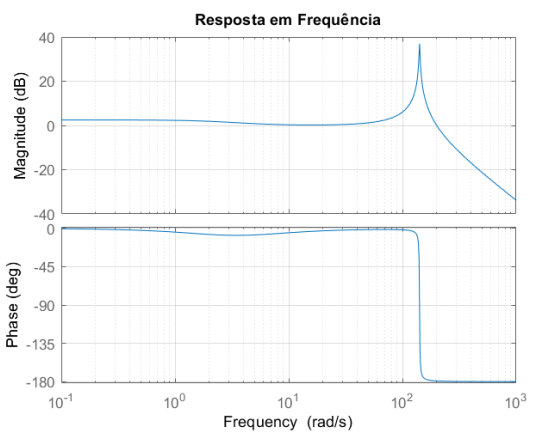 Resposta em Frequência
Magnitude (dB)
40
20
0
-20
-40
Phase (deg)
0
-45
-90
-135
-180
10^-1 10^0 10^1 10^2 10^3
Frequency (rad/s)